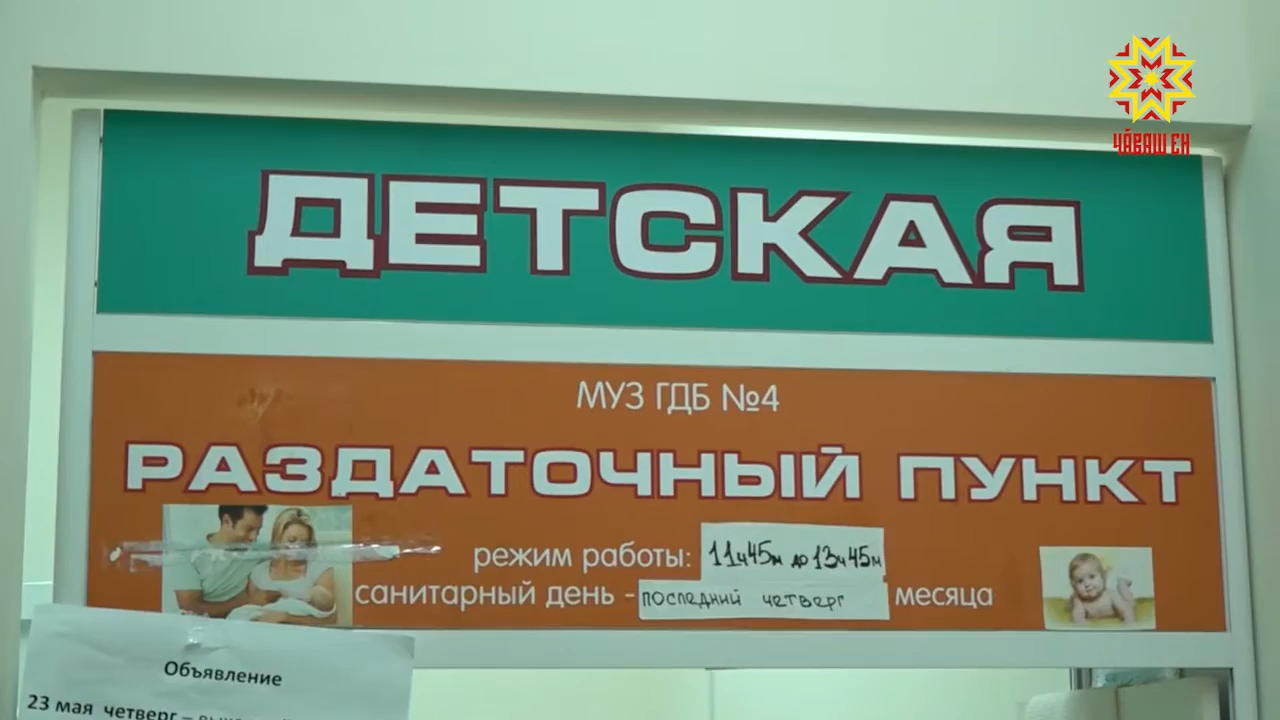 ЧӐВАШ ЕН
ДЕТСКАЯ
МУЗ ГДБ №4
РАЗДАТОЧНЫЙ ПУНКТ
режим работы: 11ч45м до 13ч45м
санитарный день - последний четверг месяца
Объявление
23 мая четверг –